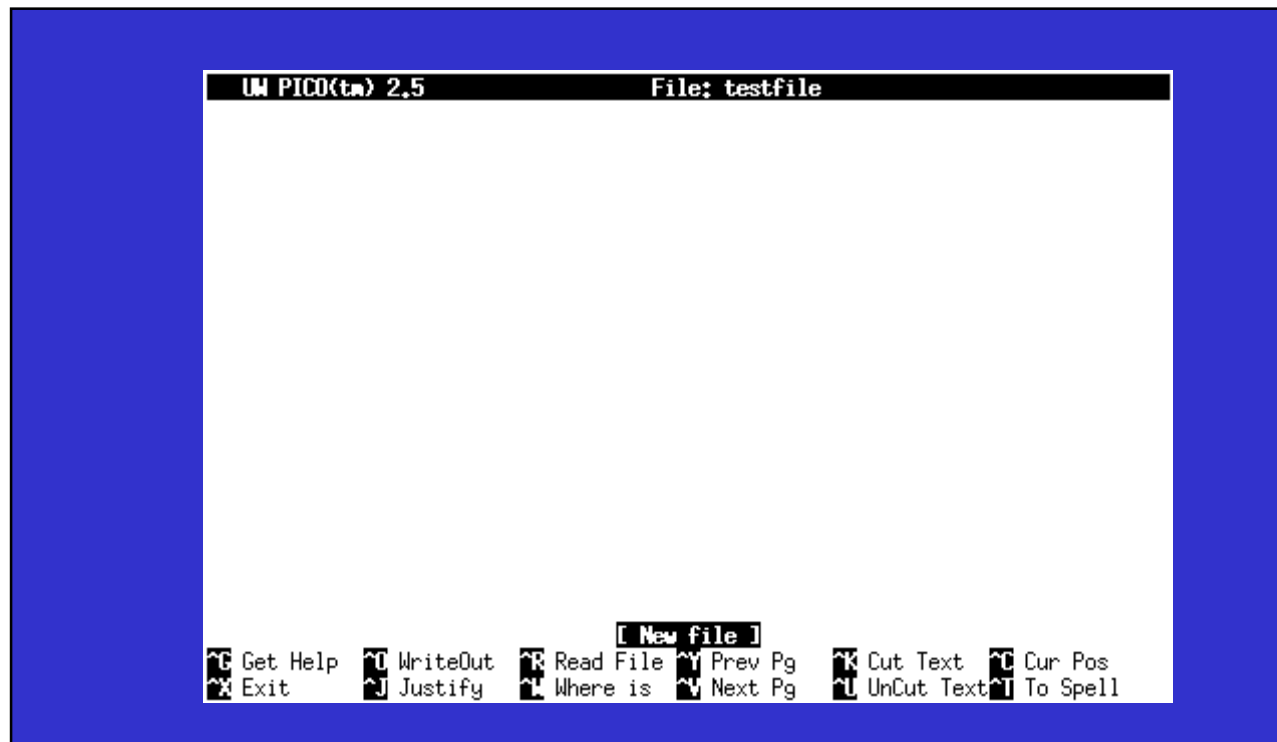 UW PICO(tm) 2.5 File: testfile
[ New file ]
^G Get Help ^O WriteOut ^R Read File ^Y Prev Pg ^K Cut Text ^C Cur Pos
^X Exit ^J Justify ^W Where is ^V Next Pg ^U UnCut Text ^T To Spell